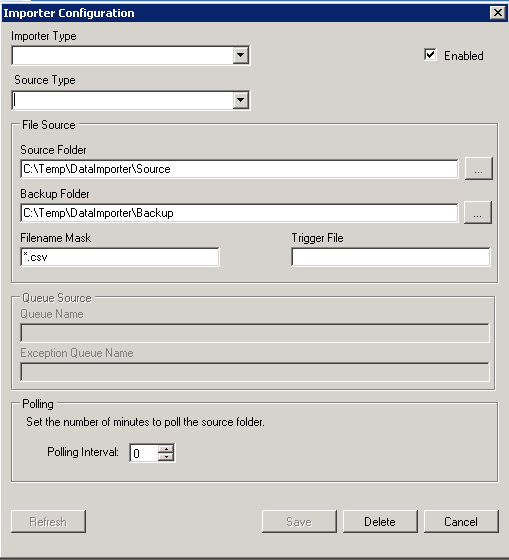 Importer Configuration
Importer Type
Enabled
Source Type
File Source
Source Folder
C:\Temp\DataImporter\Source
...
Backup Folder
C:\Temp\DataImporter\Backup
...
Filename Mask
Trigger File
*.csv
Queue Source
Queue Name
Exception Queue Name
Polling
Set the number of minutes to poll the source folder.
Polling Interval: 0
Refresh
Save
Delete
Cancel